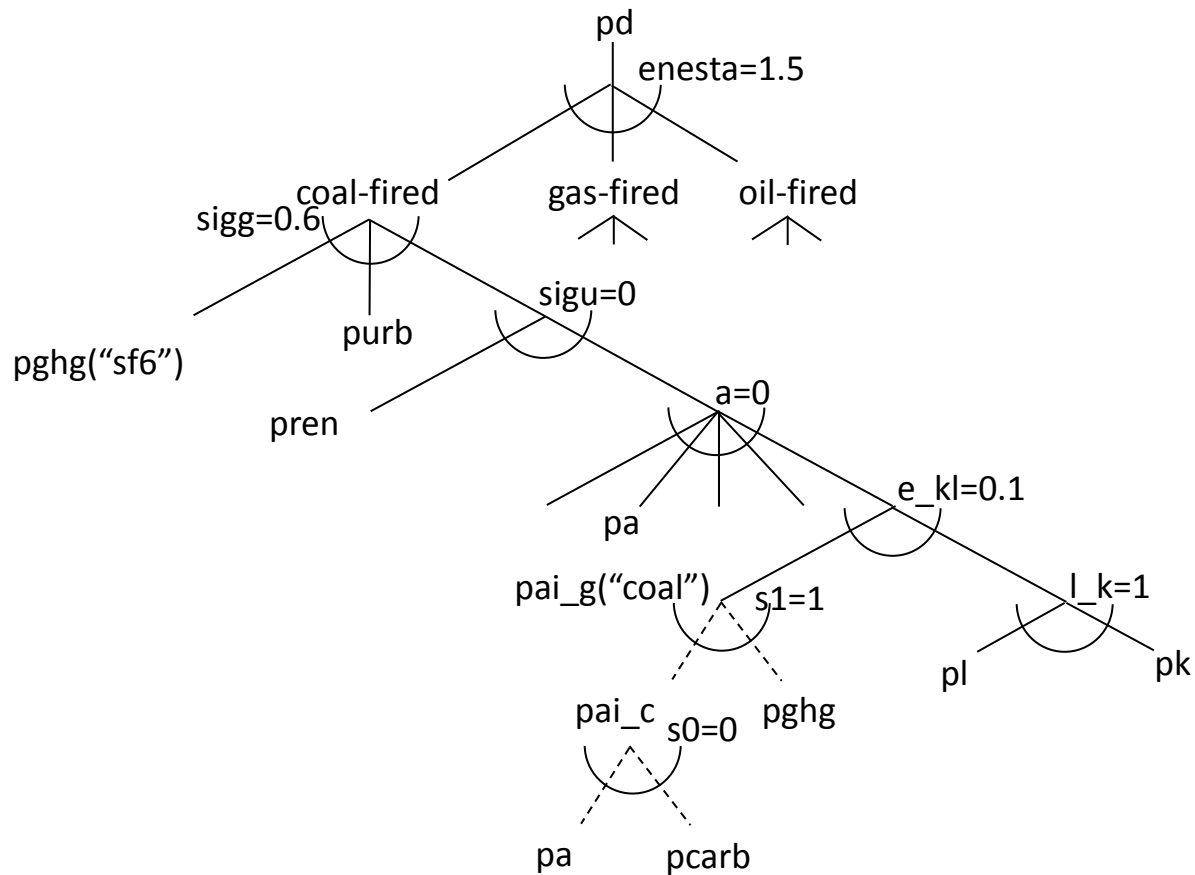 pd
enesta=1.5
coal-fired
gas-fired
oil-fired
sigg=0.6
sigu=0
purb
pghg(“sf6”)
a=0
pren
e_kl=0.1
pa
pai_g(“coal”)
s1=1
l_k=1
pl
pk
pai_c
pghg
s0=0
pa
pcarb